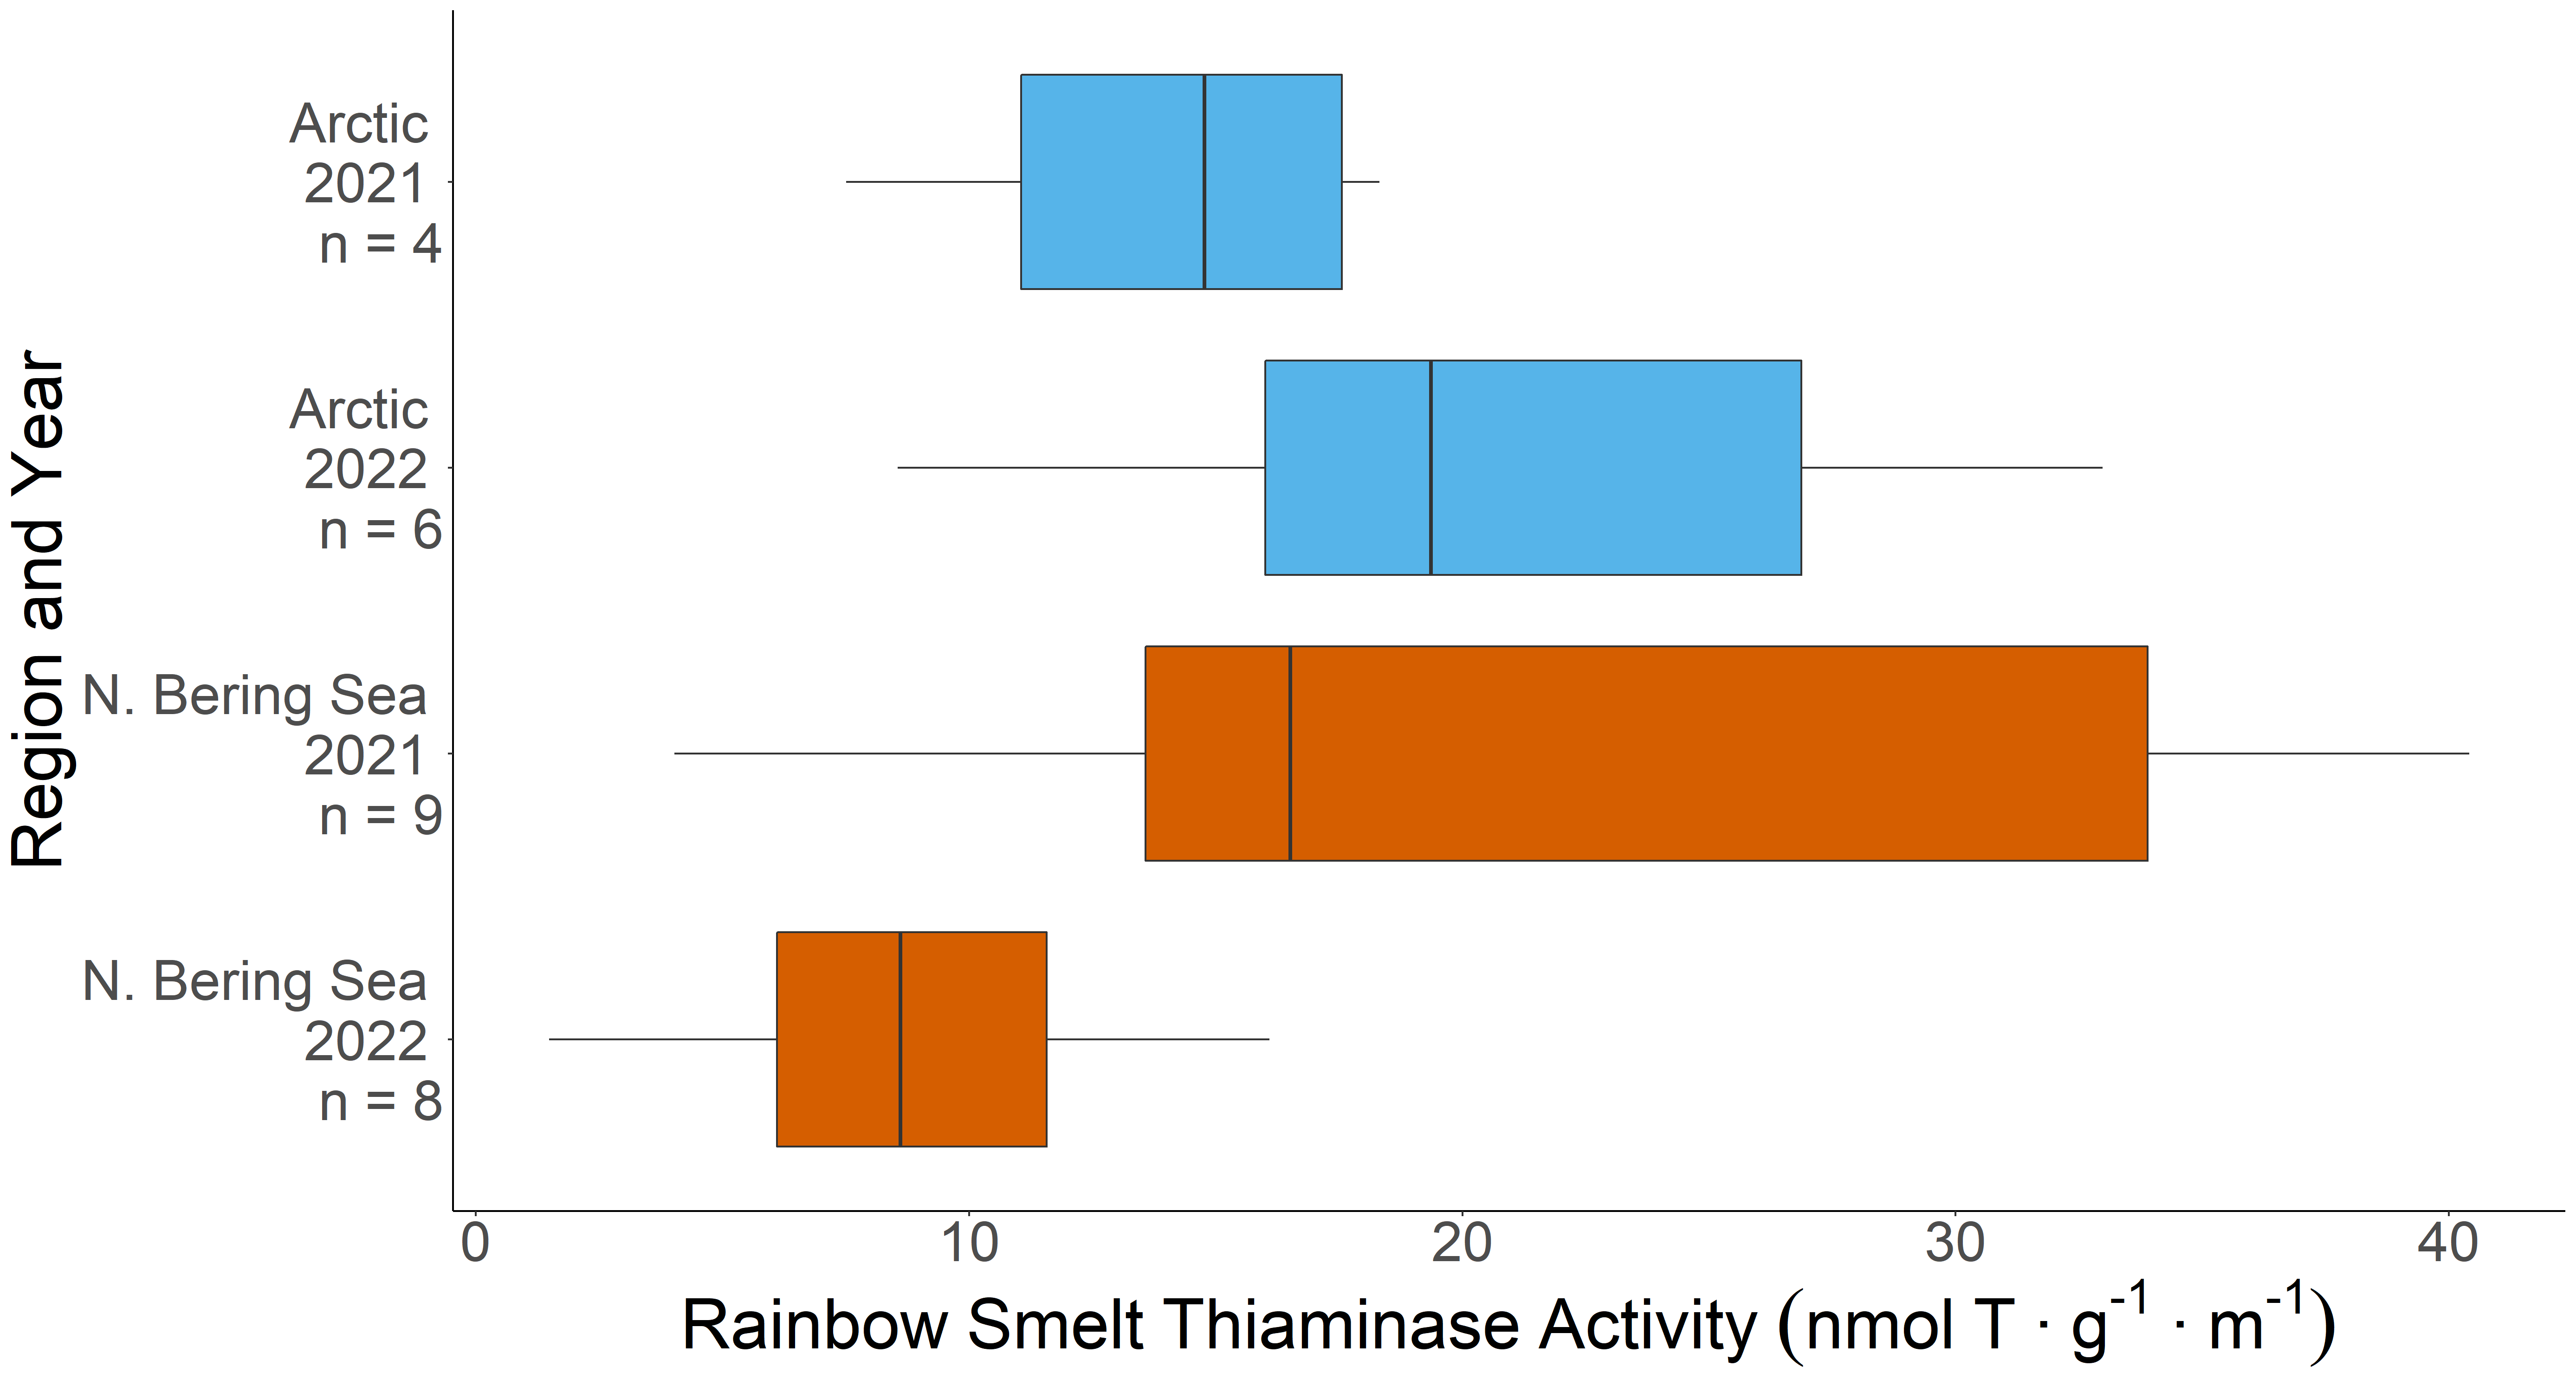 Region and Year
Arctic
2021
n = 4
Arctic
2022
n = 6
N. Bering Sea
2021
n = 9
N. Bering Sea
2022
n = 8
0 10 20 30 40
Rainbow Smelt Thiaminase Activity (nmol T · g⁻¹ · m⁻¹)